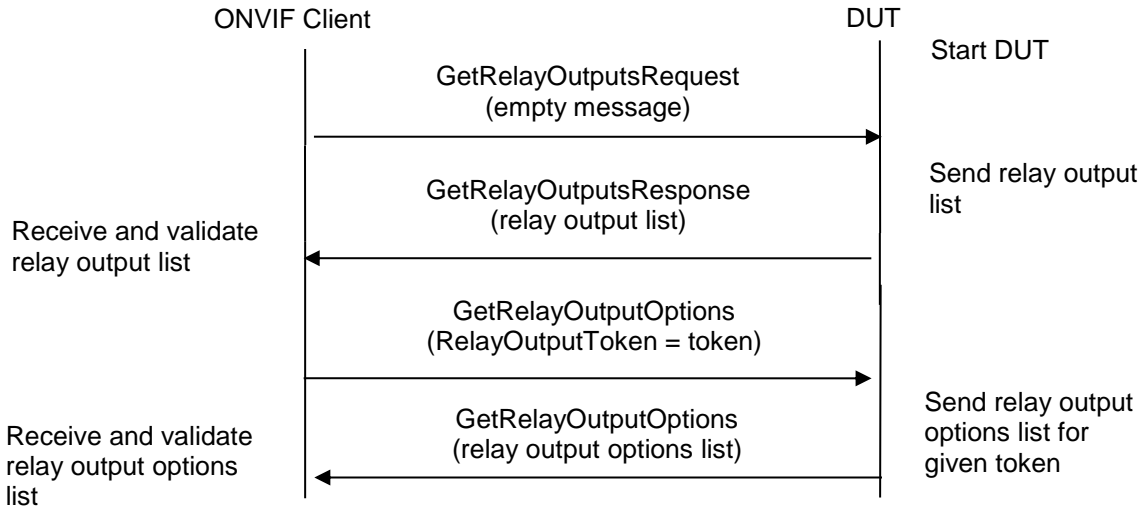 ONVIF Client
DUT
Start DUT
GetRelayOutputsRequest
(empty message)
Send relay output
list
GetRelayOutputsResponse
(relay output list)
Receive and validate
relay output list
GetRelayOutputOptions
(RelayOutputToken = token)
Send relay output
options list for
given token
GetRelayOutputOptions
(relay output options list)
Receive and validate
relay output options
list